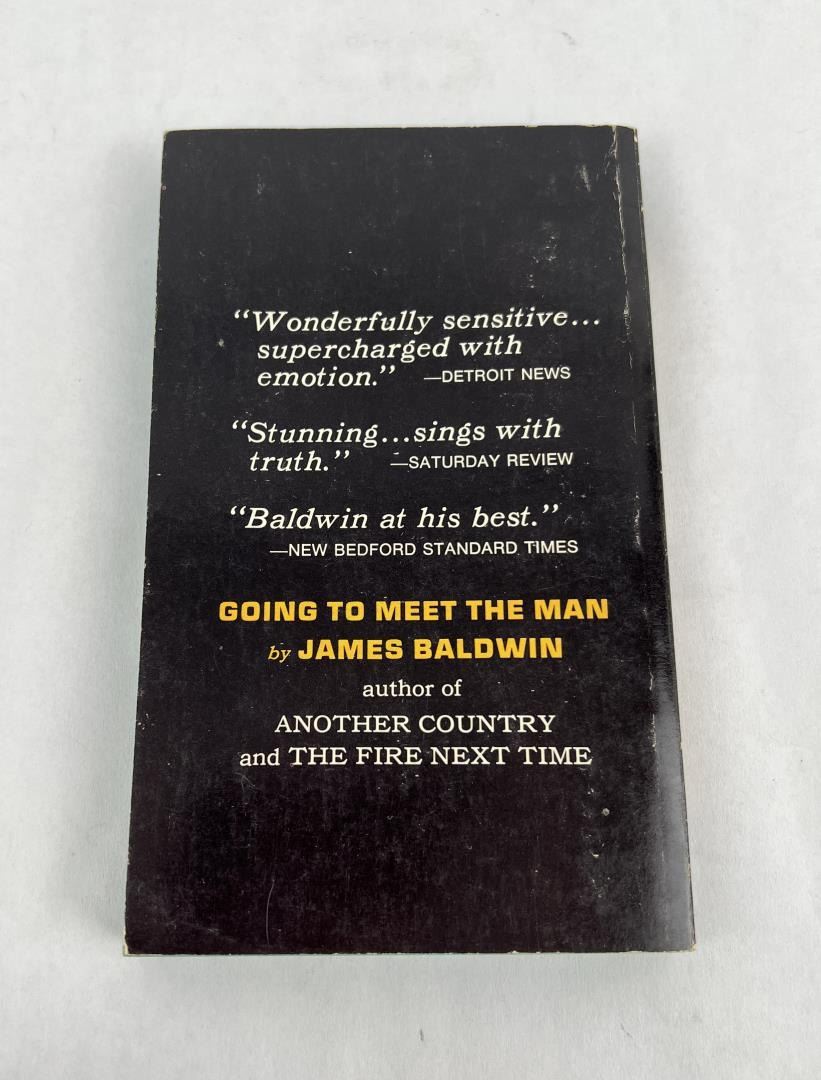 “Wonderfully sensitive...
supercharged with
emotion.” —DETROIT NEWS
“Stunning...sings with
truth.” —SATURDAY REVIEW
“Baldwin at his best.”
—NEW BEDFORD STANDARD TIMES
GOING TO MEET THE MAN
by JAMES BALDWIN
author of
ANOTHER COUNTRY
and THE FIRE NEXT TIME